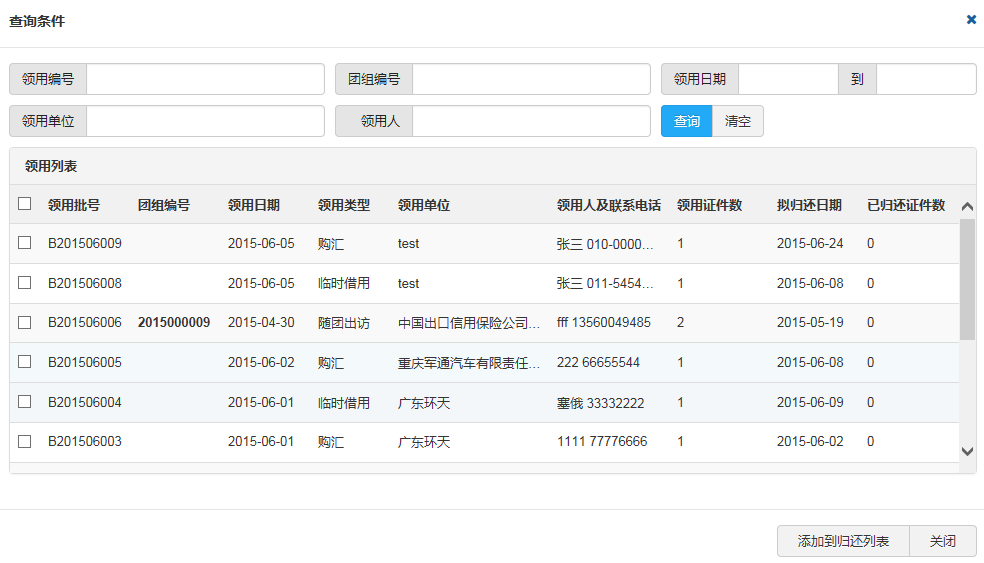 查询条件
领用编号 团组编号 领用日期 到
领用单位 领用人 查询 清空
领用列表
领用批号 团组编号 领用日期 领用类型 领用单位 领用人及联系电话 领用证件数 拟归还日期 已归还证件数
B201506009 2015-06-05 购汇 test 张三 010-0000... 1 2015-06-24 0
B201506008 2015-06-05 临时借用 test 张三 011-5454... 1 2015-06-08 0
B201506006 2015000009 2015-04-30 随团出访 中国出口信用保险公司... fff 13560049485 2 2015-05-19 0
B201506005 2015-06-02 购汇 重庆军通汽车有限责任... 222 66655544 1 2015-06-08 0
B201506004 2015-06-01 临时借用 广东环天 塞俄 33332222 1 2015-06-09 0
B201506003 2015-06-01 购汇 广东环天 1111 77776666 1 2015-06-02 0
添加到归还列表 关闭